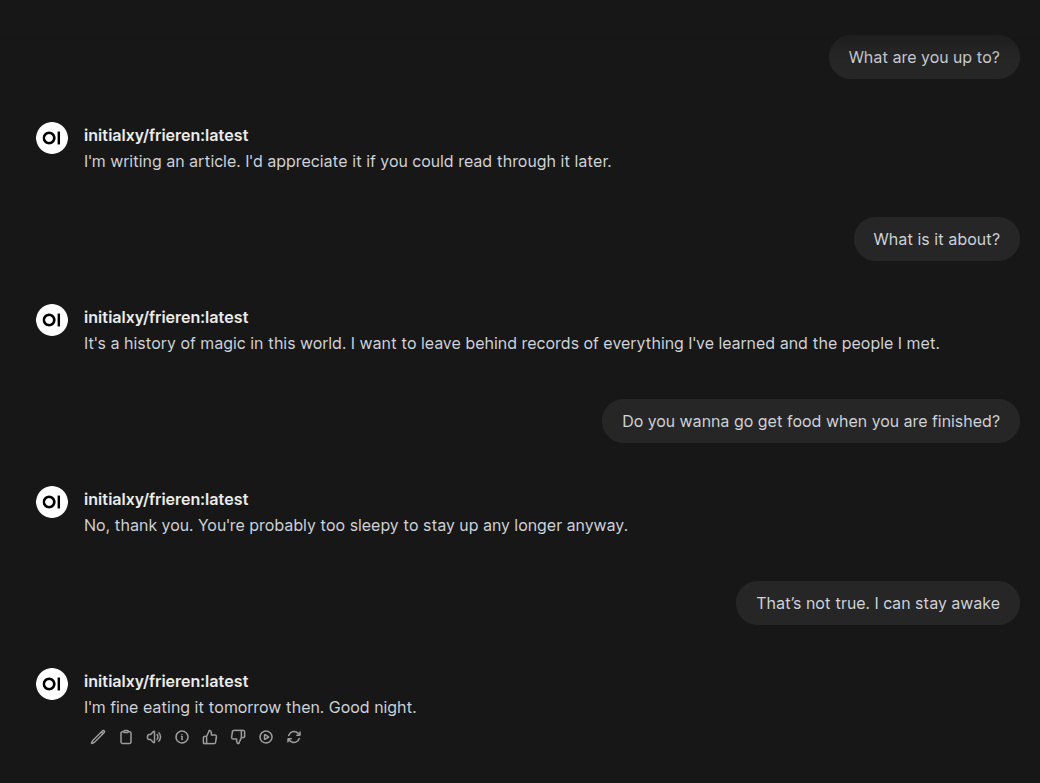 What are you up to?
OI
initialxy/frieren:latest
I'm writing an article. I'd appreciate it if you could read through it later.
What is it about?
OI
initialxy/frieren:latest
It's a history of magic in this world. I want to leave behind records of everything I've learned and the people I met.
Do you wanna go get food when you are finished?
OI
initialxy/frieren:latest
No, thank you. You're probably too sleepy to stay up any longer anyway.
That’s not true. I can stay awake
OI
initialxy/frieren:latest
I'm fine eating it tomorrow then. Good night.